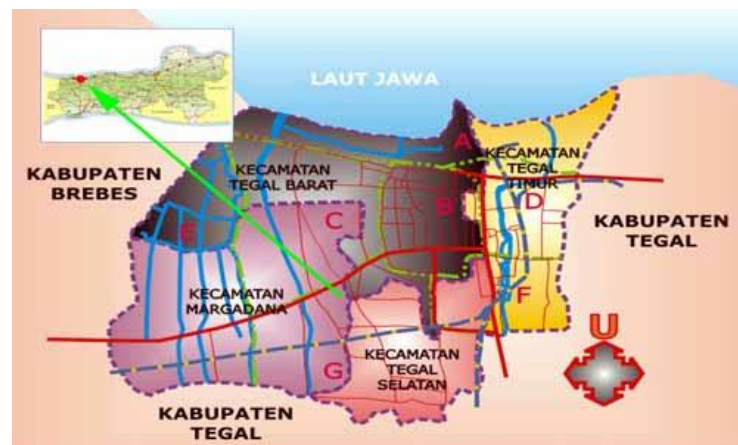 LAUT JAWA
A
KECAMATAN
TEGAL BARAT
KECAMATAN
TEGAL
TIMUR
KABUPATEN
BREBES
B
C
D
E
KABUPATEN
TEGAL
KECAMATAN
MARGADANA
F
U
G
KECAMATAN
TEGAL
SELATAN
KABUPATEN
TEGAL